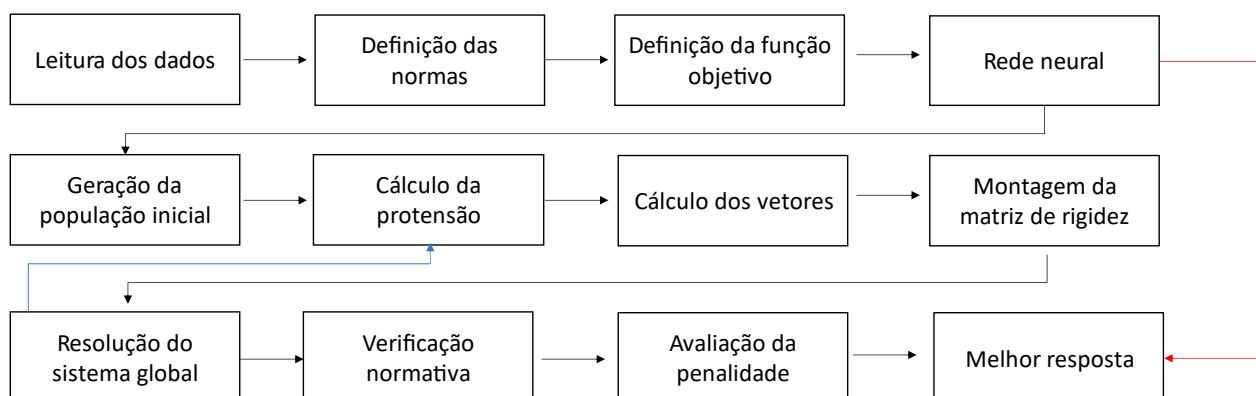 Leitura dos dados
Definição das
normas
Definição da função
objetivo
Rede neural
Geração da
população inicial
Cálculo da
protensão
Cálculo dos vetores
Montagem da
matriz de rigidez
Resolução do
sistema global
Verificação
normativa
Avaliação da
penalidade
Melhor resposta